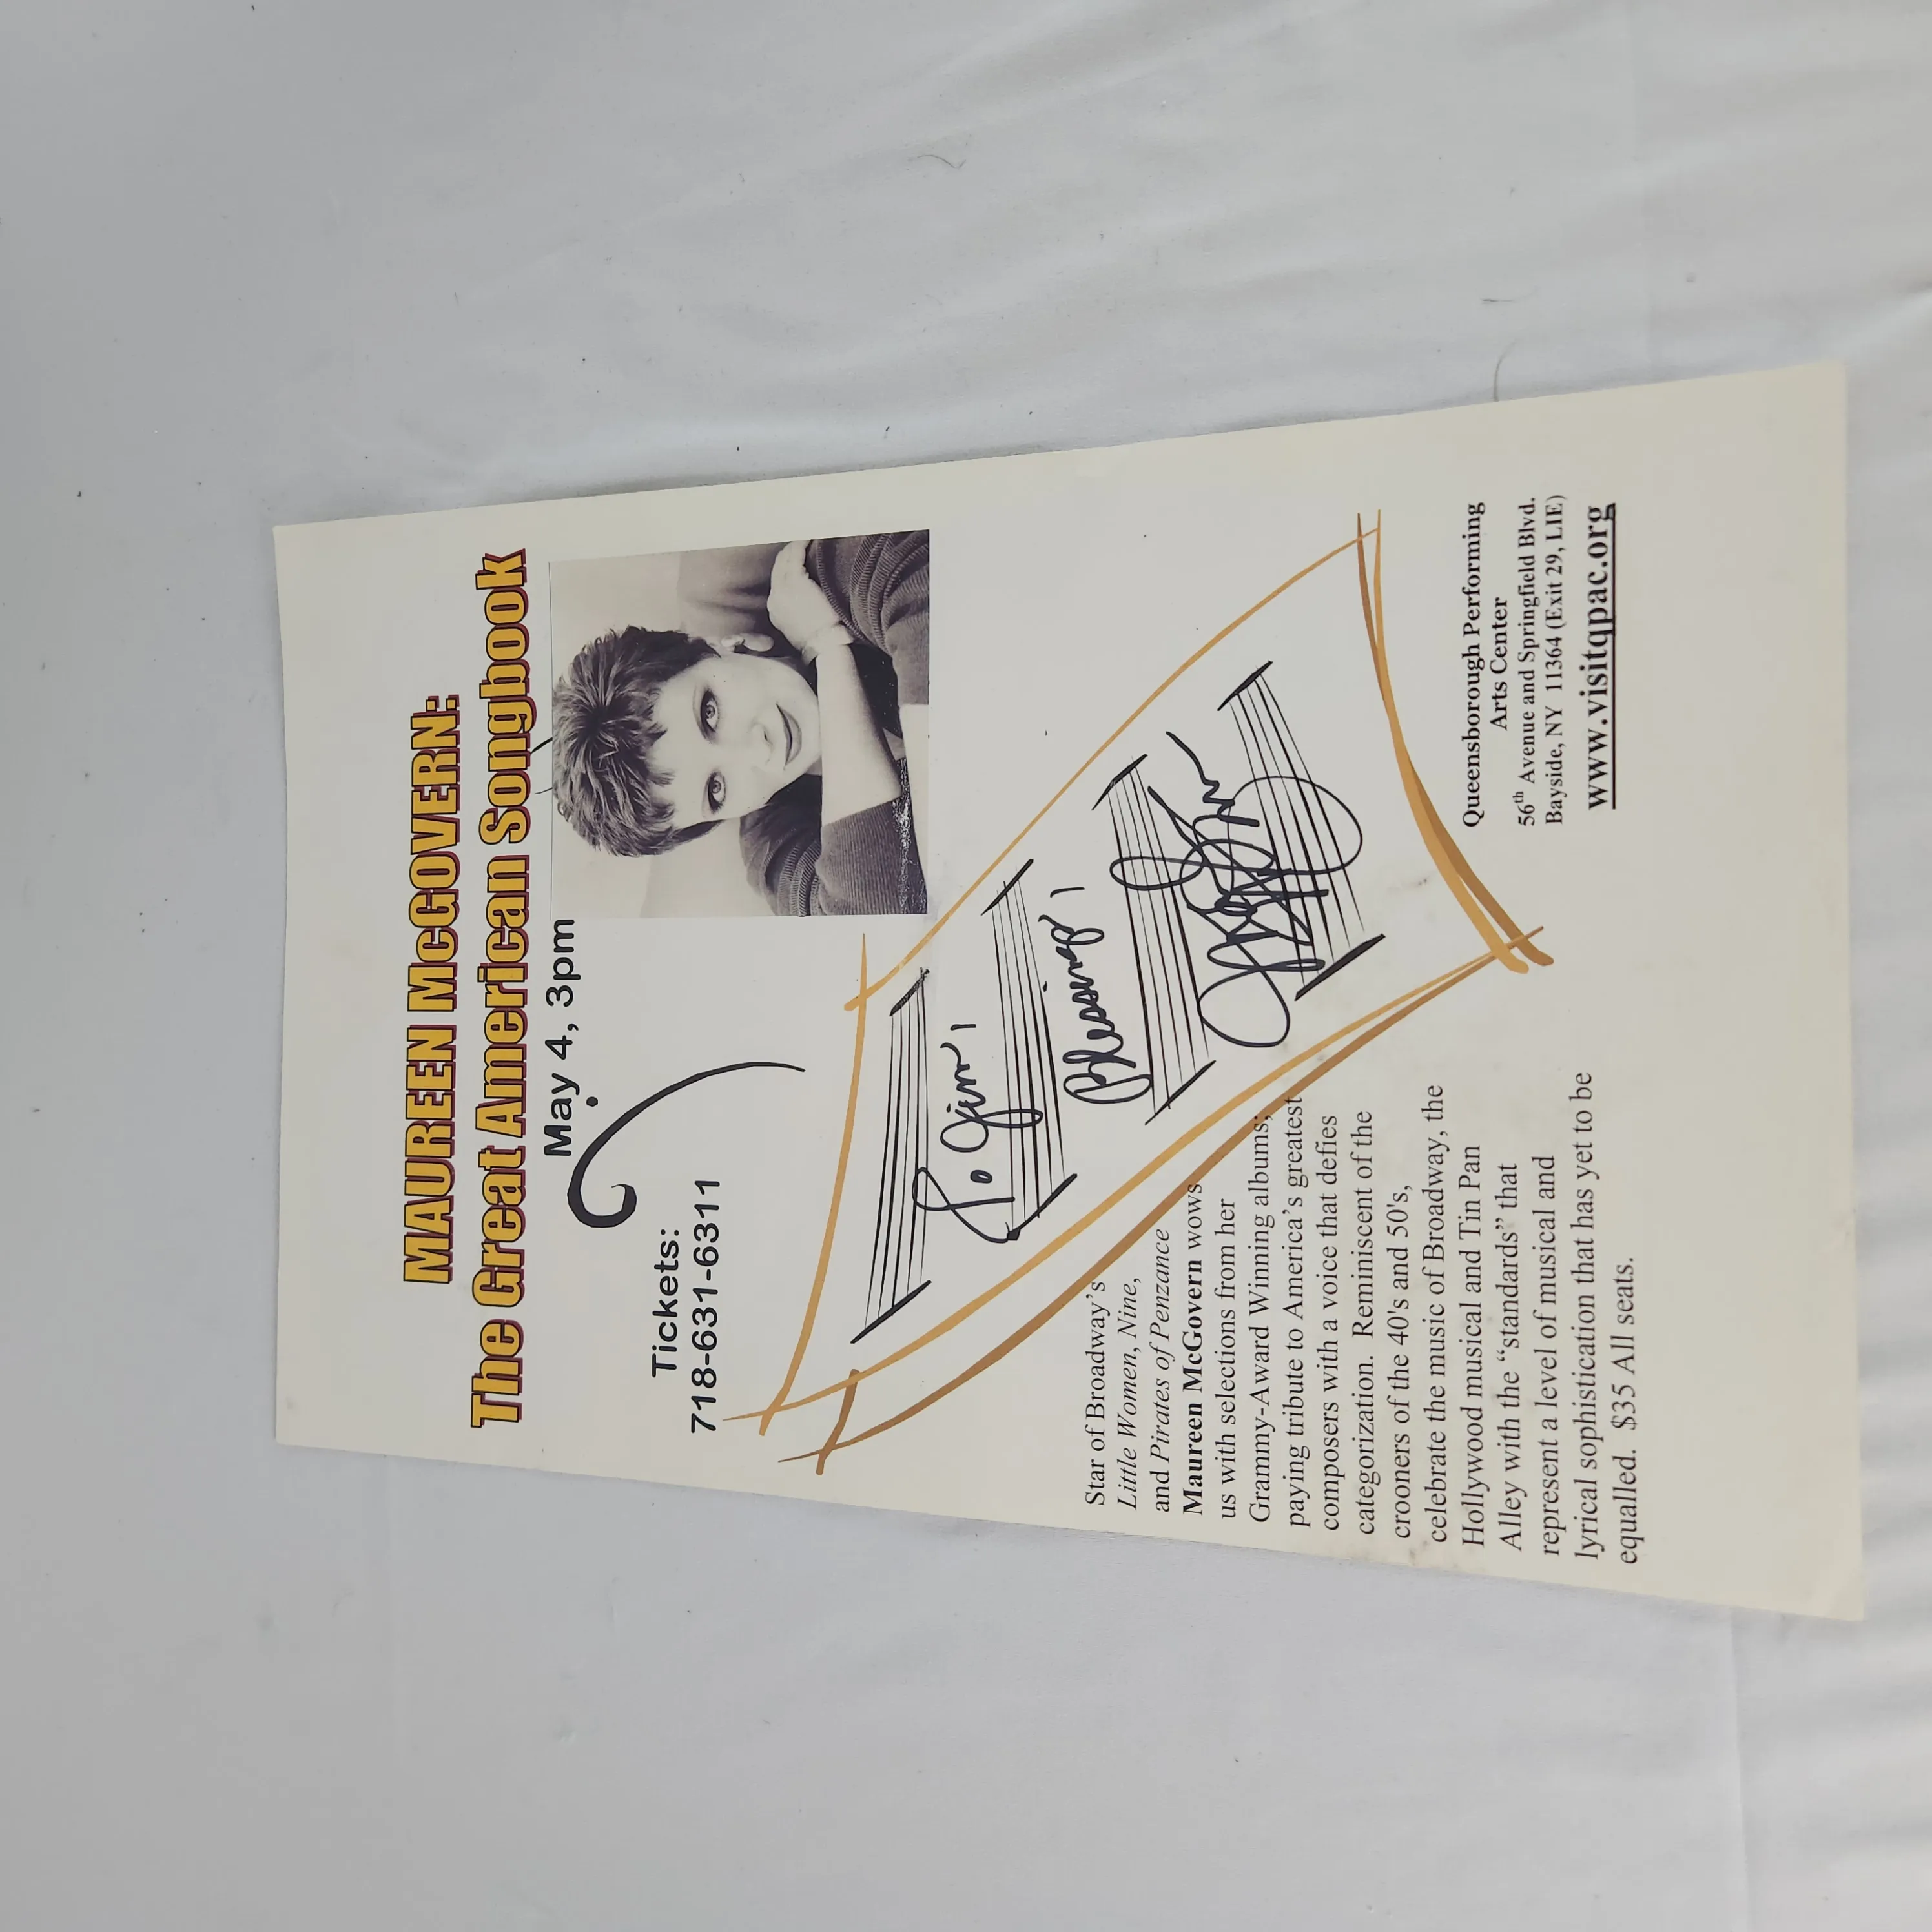 MAUREEN McGOVERN:
The Great American Songbook
May 4, 3pm
Tickets:
718-631-6311
To Jim,
Blessings,
Star of Broadway's
Little Women, Nine,
and Pirates of Penzance
Maureen McGovern wows
us with selections from her
Grammy-Award Winning albums;
paying tribute to America's greatest
composers with a voice that defies
categorization. Reminiscent of the
crooners of the 40's and 50's,
celebrate the music of Broadway, the
Hollywood musical and Tin Pan
Alley with the “standards” that
represent a level of musical and
lyrical sophistication that has yet to be
equalled. $35 All seats.
Queensborough Performing
Arts Center
56th Avenue and Springfield Blvd.
Bayside, NY 11364 (Exit 29, LIE)
www.visitqpac.org